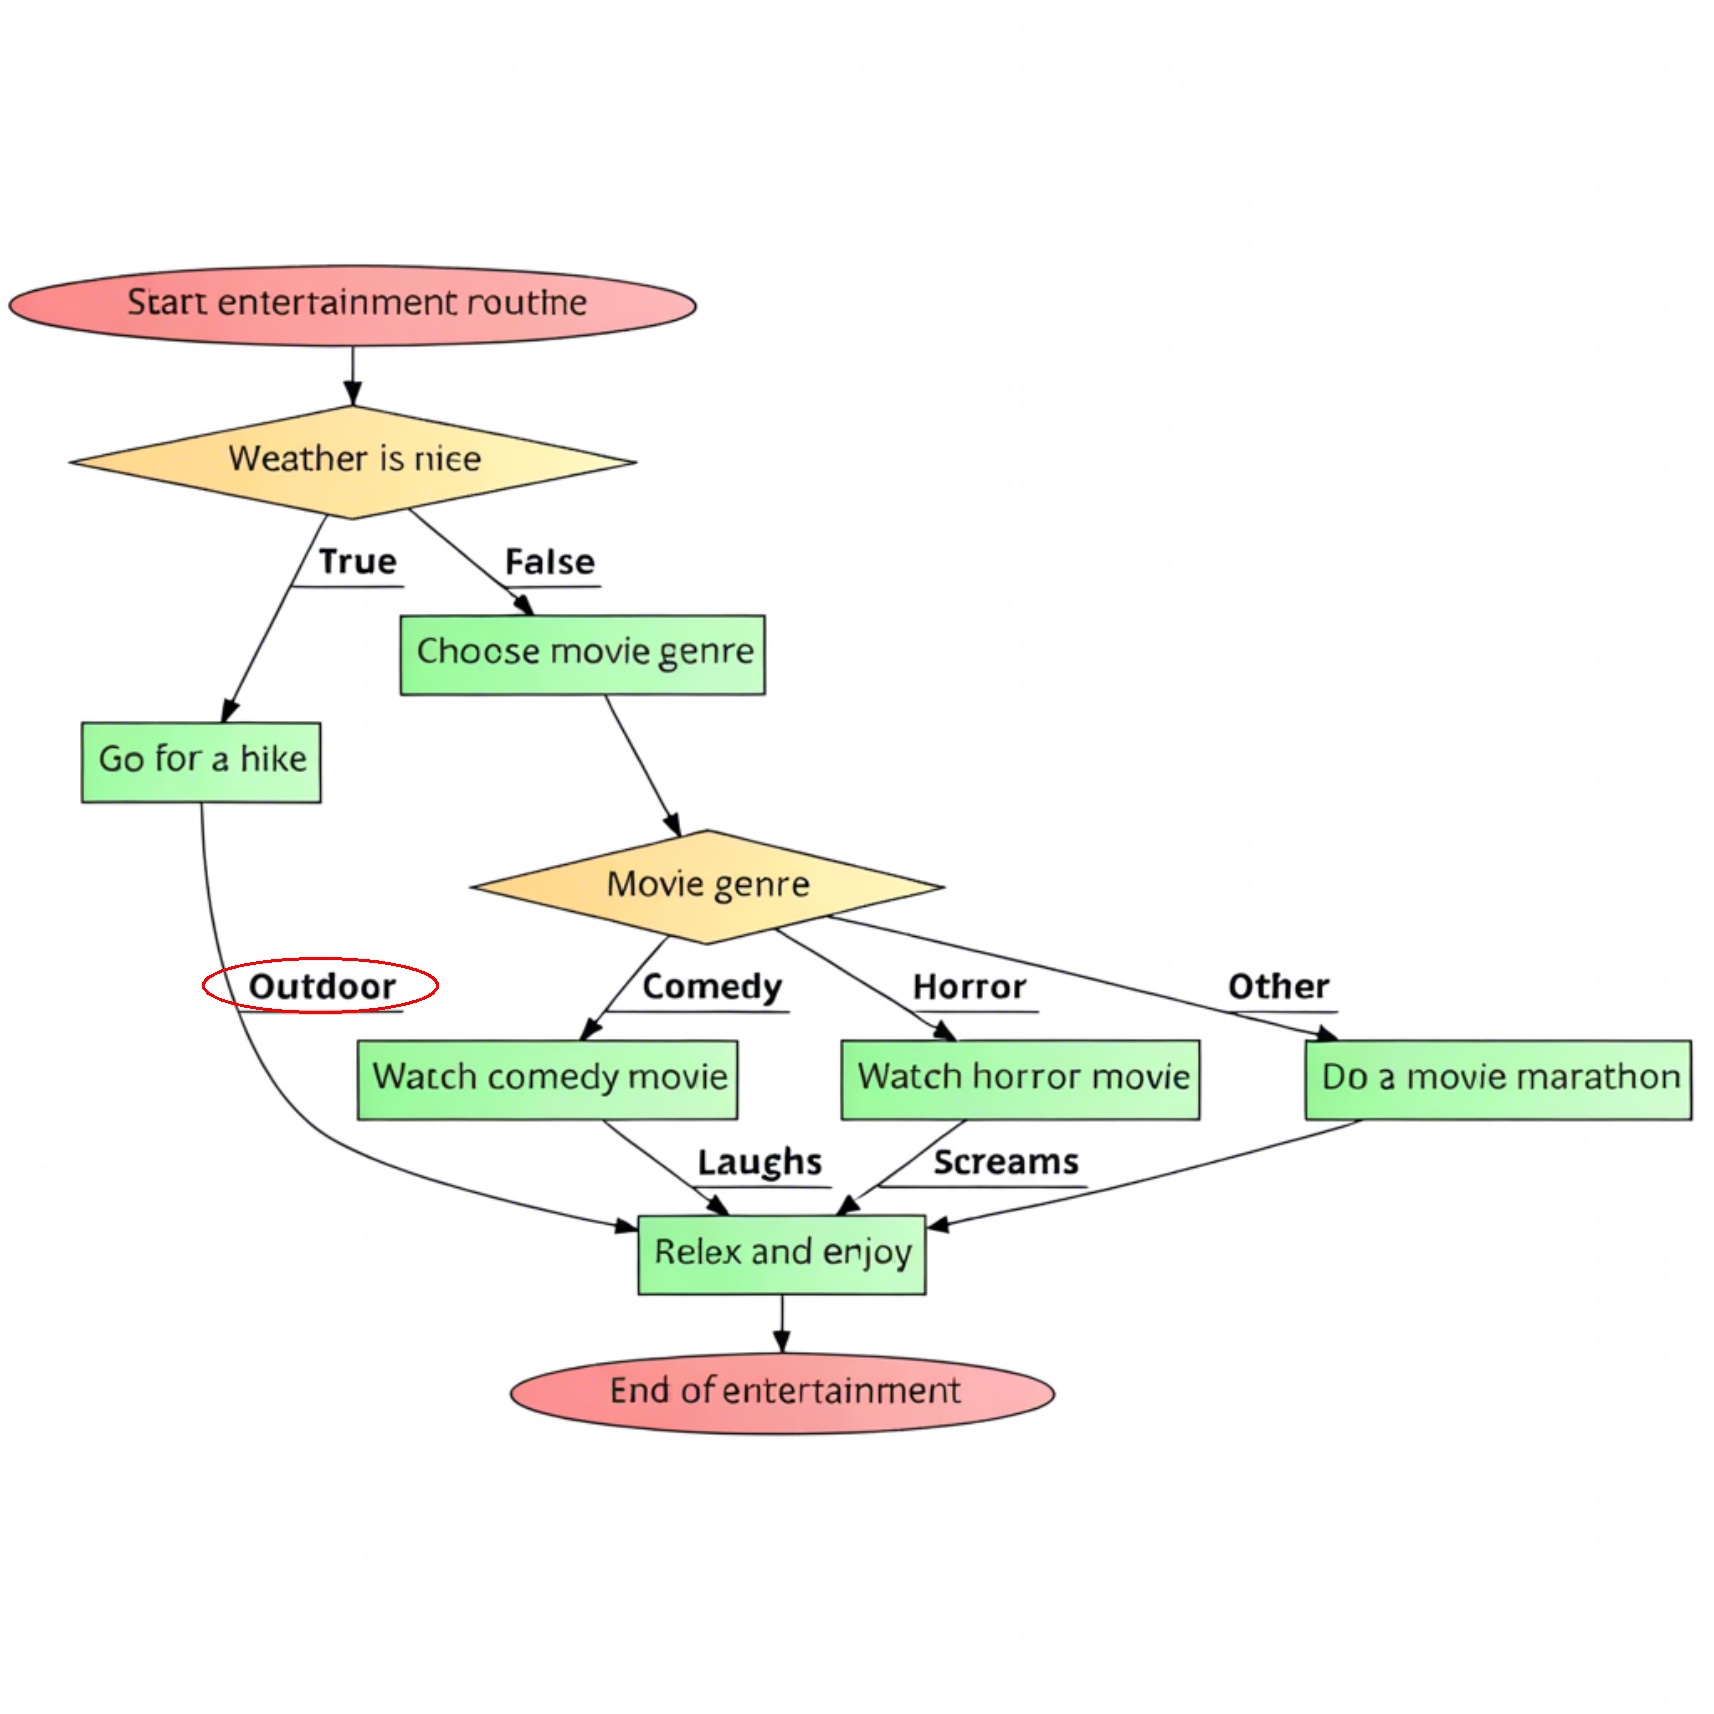 Start entertainment routine
Weather is nice
True
False
Choose movie genre
Go for a hike
Movie genre
Outdoor
Comedy
Horror
Other
Watch comedy movie
Watch horror movie
Do a movie marathon
Laughs
Screams
Relex and enjoy
End of entertainment